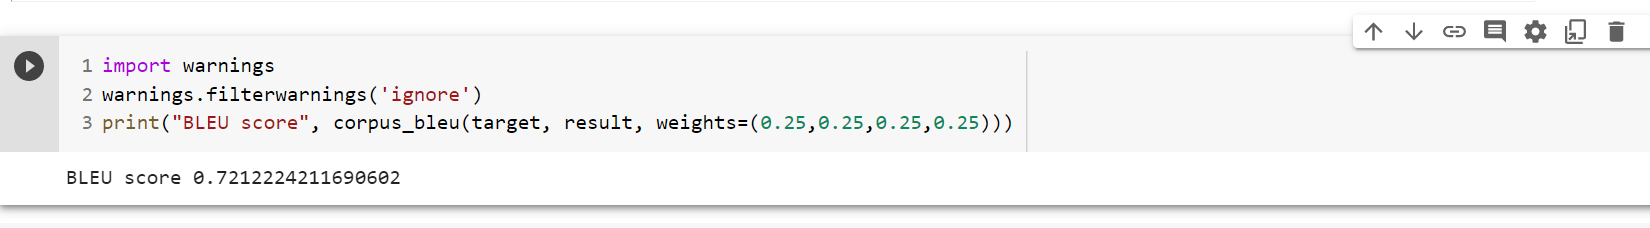 1 import warnings
2 warnings.filterwarnings('ignore')
3 print("BLEU score", corpus_bleu(target, result, weights=(0.25,0.25,0.25,0.25)))
BLEU score 0.7212224211690602